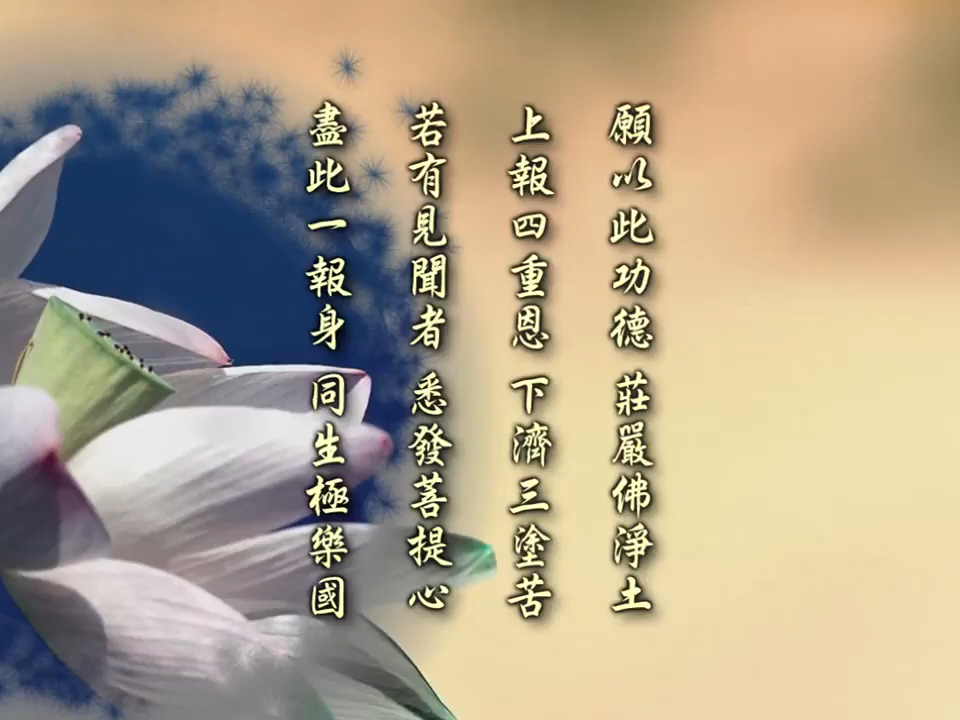 願以此功德 莊嚴佛淨土
上報四重恩 下濟三塗苦
若有見聞者 悉發菩提心
盡此一報身 同生極樂國